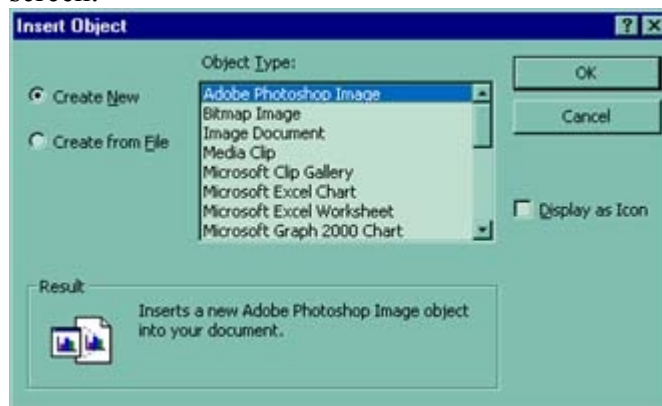 screen.
Insert Object
Object Type:
Create New
Create from File
Adobe Photoshop Image
Bitmap Image
Image Document
Media Clip
Microsoft Clip Gallery
Microsoft Excel Chart
Microsoft Excel Worksheet
Microsoft Graph 2000 Chart
OK
Cancel
Display as Icon
Result
Inserts a new Adobe Photoshop Image object
into your document.